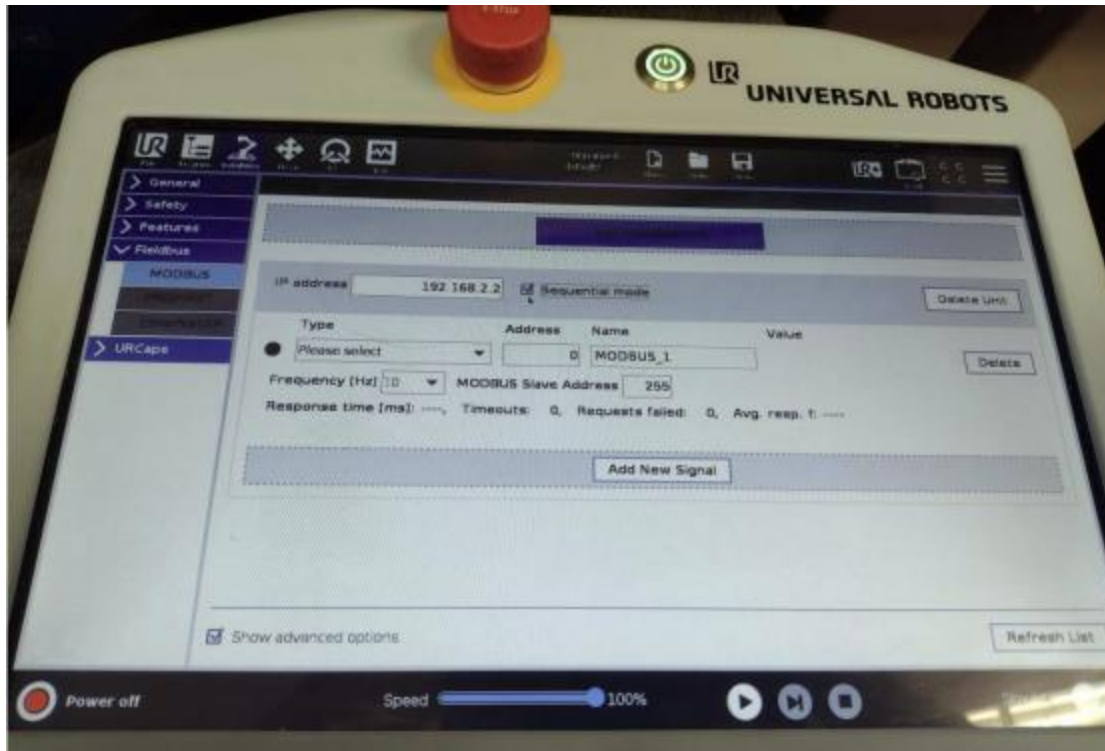 UNIVERSAL ROBOTS
General
Safety
Features
Fieldbus
MODBUS
URCaps
IP address 192 168.2.2 Sequential mode Delete Unit
Type Address Name Value
Please select 0 MODBUS_1 Delete
Frequency [Hz] 10 MODBUS Slave Address 255
Response time [ms]: ----, Timeouts: 0, Requests failed: 0, Avg. resp. t: ----
Add New Signal
Show advanced options
Refresh List
Power off Speed 100%